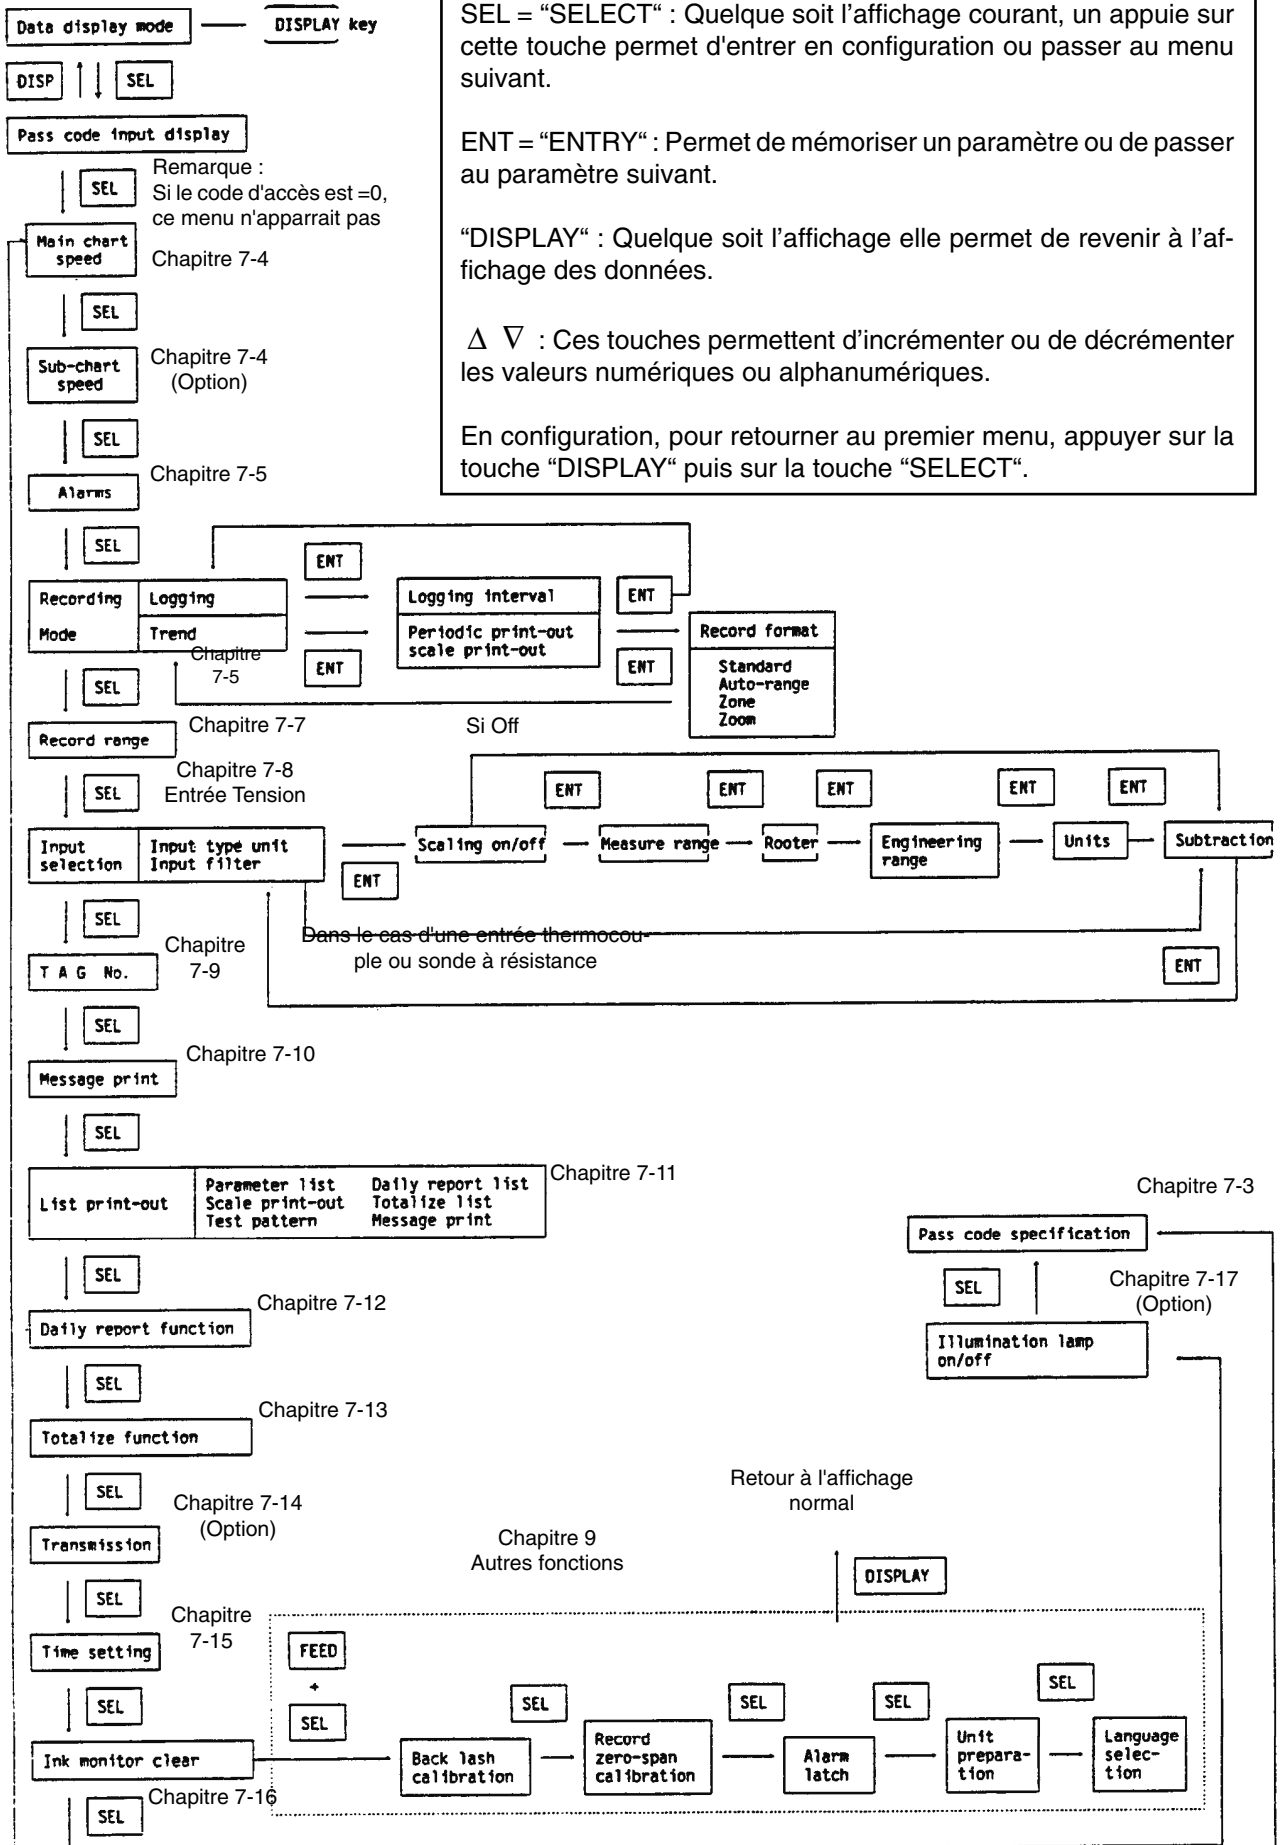 Data display mode
DISPLAY key
DISP
SEL
Pass code input display
SEL
Remarque :
Si le code d'accès est =0,
ce menu n'apparrait pas
Main chart
speed
Chapitre 7-4
SEL
Sub-chart
speed
Chapitre 7-4
(Option)
SEL
Alarms
Chapitre 7-5
SEL
SEL = “SELECT“ : Quelque soit l'affichage courant, un appuie sur
cette touche permet d'entrer en configuration ou passer au menu
suivant.
ENT = “ENTRY“ : Permet de mémoriser un paramètre ou de passer
au paramètre suivant.
“DISPLAY“ : Quelque soit l'affichage elle permet de revenir à l'af-
fichage des données.
Δ ∇ : Ces touches permettent d'incrémenter ou de décrémenter
les valeurs numériques ou alphanumériques.
En configuration, pour retourner au premier menu, appuyer sur la
touche “DISPLAY“ puis sur la touche “SELECT“.
Recording
Mode
Logging
Trend
Chapitre
7-5
ENT
ENT
Logging interval
Periodic print-out
scale print-out
ENT
ENT
Record format
Standard
Auto-range
Zone
Zoom
SEL
Record range
Chapitre 7-7
Si Off
SEL
Chapitre 7-8
Entrée Tension
ENT
ENT
ENT
ENT
ENT
Input
selection
Input type unit
Input filter
ENT
Scaling on/off
Measure range
Rooter
Engineering
range
Units
Subtraction
SEL
Dans le cas d'une entrée thermocou-
ple ou sonde à résistance
ENT
TAG No.
Chapitre
7-9
SEL
Message print
Chapitre 7-10
SEL
List print-out
Parameter list Daily report list
Scale print-out Totalize list
Test pattern Message print
Chapitre 7-11
SEL
Daily report function
Chapitre 7-12
SEL
Totalize function
Chapitre 7-13
SEL
Transmission
Chapitre 7-14
(Option)
SEL
Time setting
Chapitre
7-15
SEL
Ink monitor clear
Chapitre 7-16
SEL
Chapitre 7-3
Pass code specification
SEL
Chapitre 7-17
(Option)
Illumination lamp
on/off
Retour à l'affichage
normal
Chapitre 9
Autres fonctions
DISPLAY
FEED
+
SEL
SEL
SEL
SEL
SEL
Back lash
calibration
Record
zero-span
calibration
Alarm
latch
Unit
prepara-
tion
Language
selec-
tion